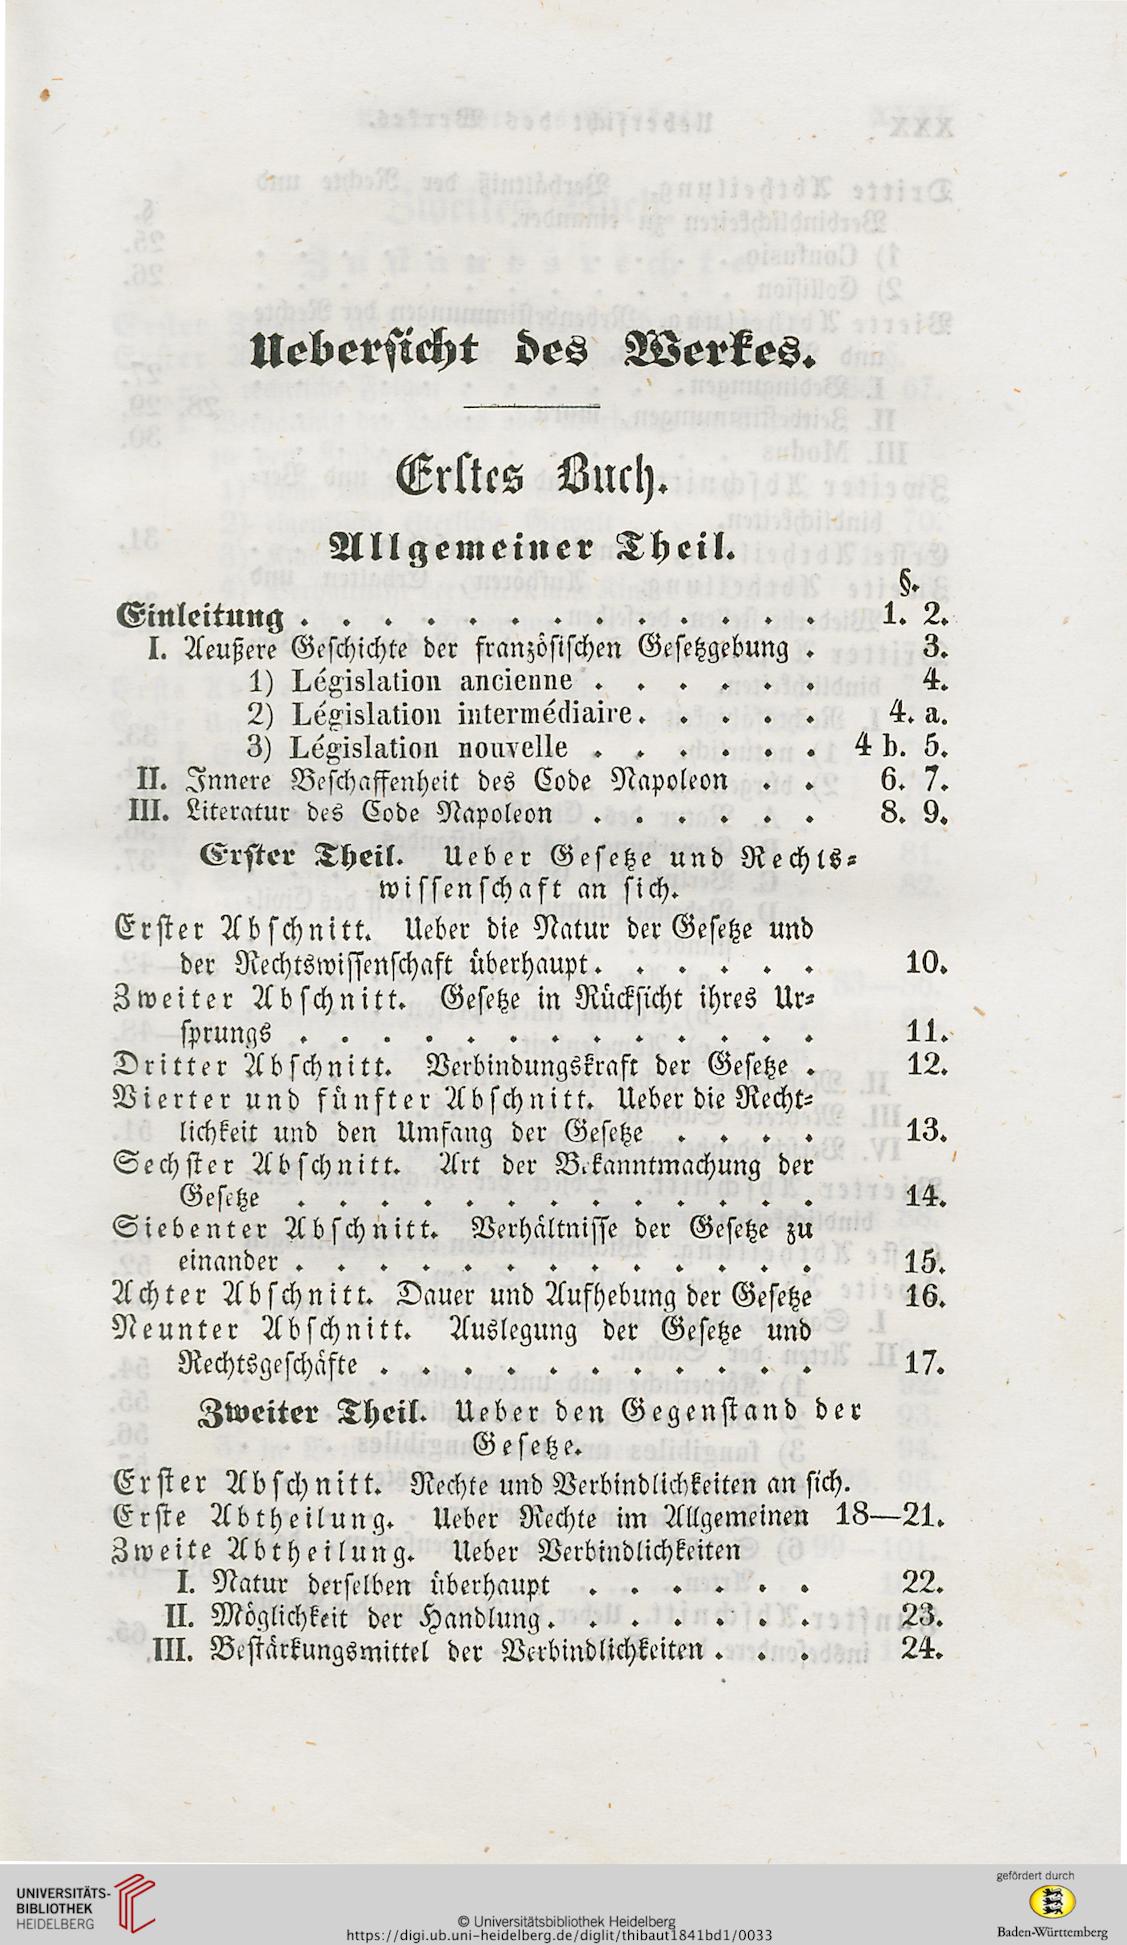 Uebersicht des Werkes.
Erstes Buch.
Allgemeiner Theil.
§.
Einleitung . . . . . . . . . . . . . 1. 2.
I. Aeußere Geschichte der französischen Gesetzgebung . 3.
1) Législation ancienne . . . . . . 4.
2) Législation intermédiaire. . . . . 4. a.
3) Législation nouvelle . . . . . . 4 b. 5.
II. Innere Beschaffenheit des Code Napoleon . . 6. 7.
III. Literatur des Code Napoleon . . . . . . 8. 9.
Erster Theil. Ueber Gesetze und Rechts-
wissenschaft an sich.
Erster Abschnitt. Ueber die Natur der Gesetze und
der Rechtswissenschaft überhaupt. . . . . . 10.
Zweiter Abschnitt. Gesetze in Rücksicht ihres Ur-
sprungs . . . . . . . . . . . . . 11.
Dritter Abschnitt. Verbindungskraft der Gesetze . 12.
Vierter und fünfter Abschnitt. Ueber die Recht-
lichkeit und den Umfang der Gesetze . . . . 13.
Sechster Abschnitt. Art der Bekanntmachung der
Gesetze . . . . . . . . . . . . . 14.
Siebenter Abschnitt. Verhältnisse der Gesetze zu
einander . . . . . . . . . . . . . 15.
Achter Abschnitt. Dauer und Aufhebung der Gesetze 16.
Neunter Abschnitt. Auslegung der Gesetze und
Rechtsgeschäfte . . . . . . . . . . . 17.
Zweiter Theil. Ueber den Gegenstand der
Gesetze.
Erster Abschnitt. Rechte und Verbindlichkeiten an sich.
Erste Abtheilung. Ueber Rechte im Allgemeinen 18—21.
Zweite Abtheilung. Ueber Verbindlichkeiten
I. Natur derselben überhaupt . . . . . . 22.
II. Möglichkeit der Handlung. . . . . . . 23.
III. Bestärkungsmittel der Verbindlichkeiten . . . 24.
UNIVERSITÄTS-
BIBLIOTHEK
HEIDELBERG
© Universitätsbibliothek Heidelberg
https://digi.ub.uni-heidelberg.de/diglit/thibaut1841bd1/0033
gefördert durch
Baden-Württemberg